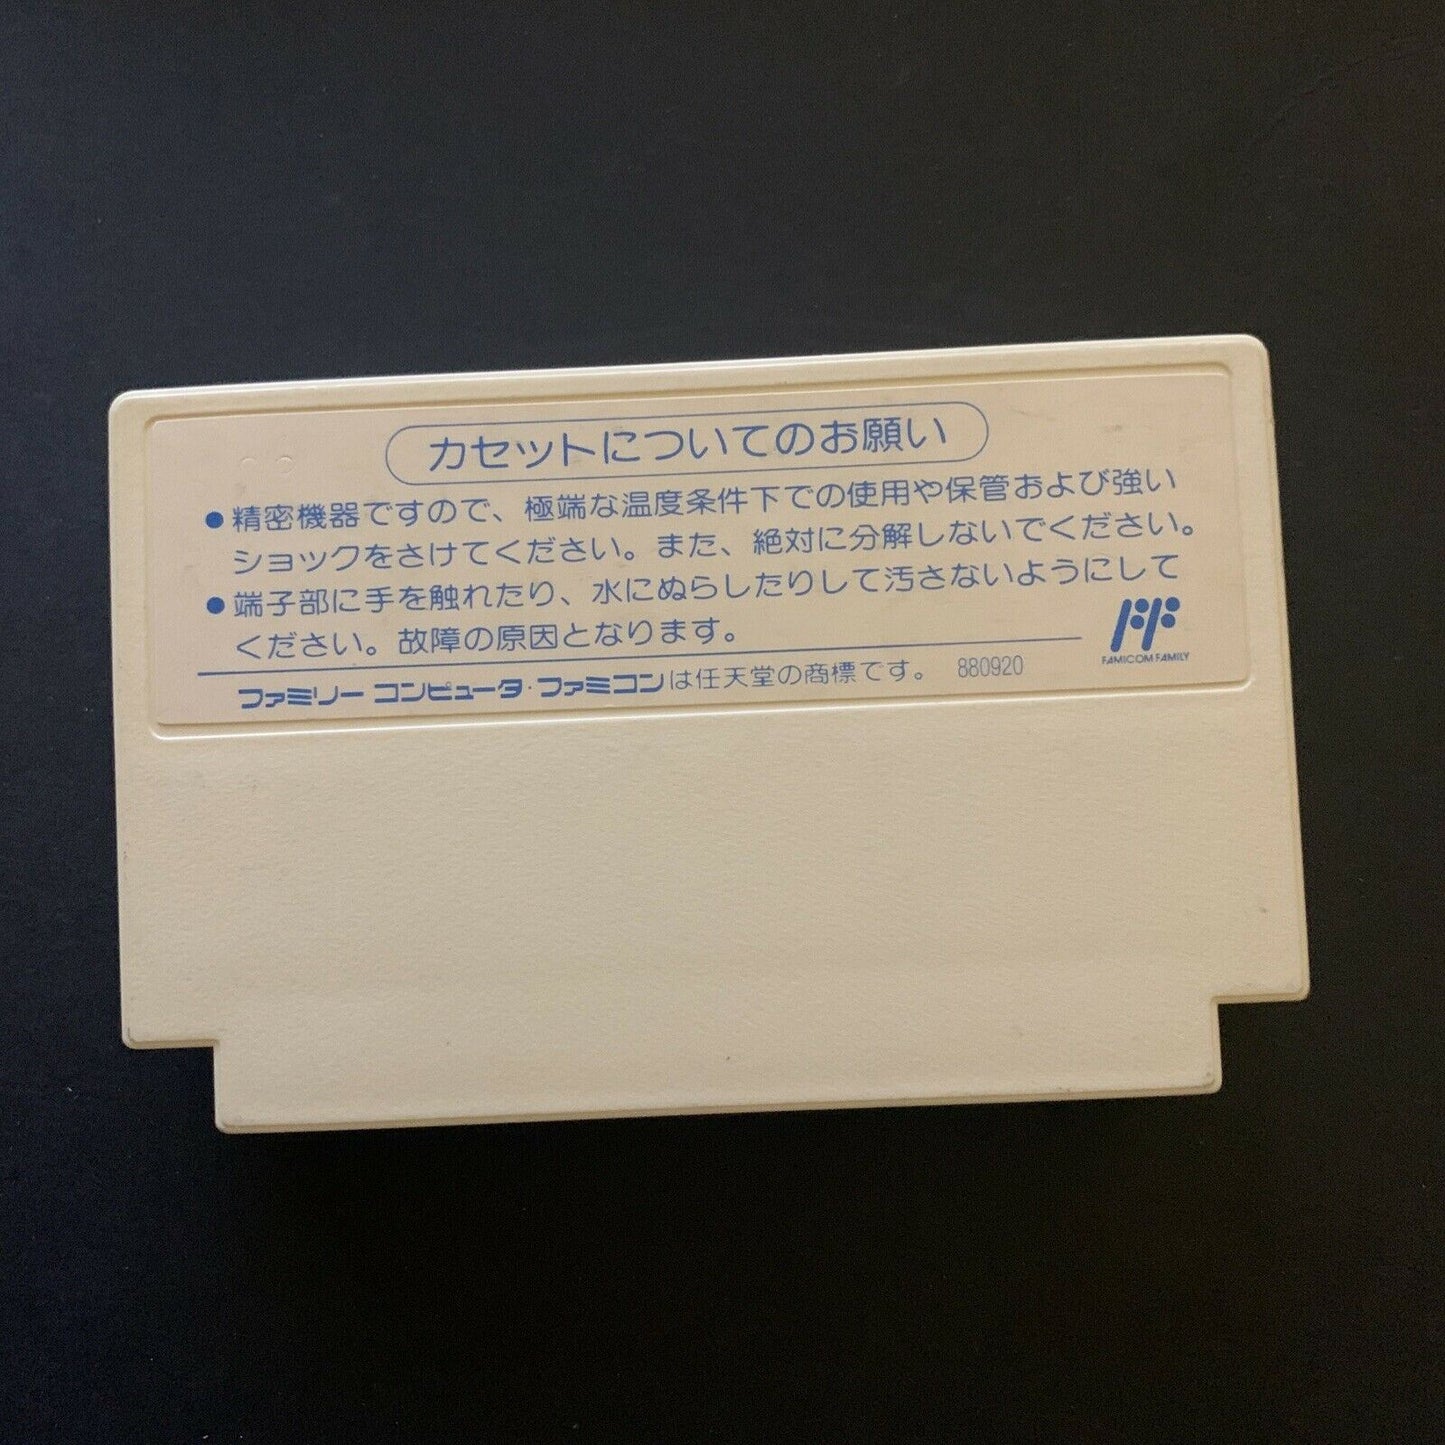 カセットについてのお願い
●精密機器ですので、極端な温度条件下での使用や保管および強い
ショックをさけてください。また、絶対に分解しないでください。
●端子部に手を触れたり、水にぬらしたりして汚さないようにして
ください。故障の原因となります。
FAMICOM FAMILY
ファミリーコンピュータ・ファミコンは任天堂の商標です。 880920